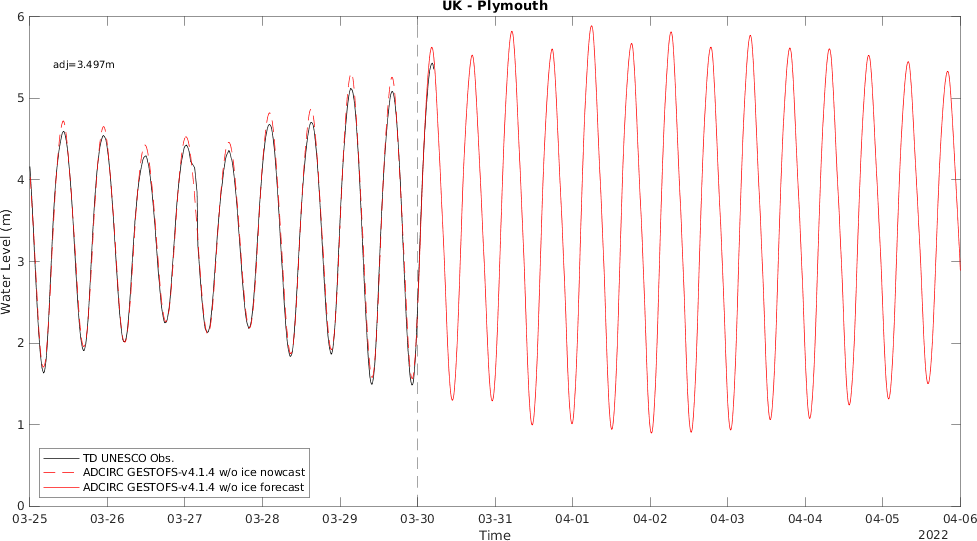 UK - Plymouth
adj=3.497m
6
5
4
3
2
1
0
Water Level (m)
TD UNESCO Obs.
ADCIRC GESTOFS-v4.1.4 w/o ice nowcast
ADCIRC GESTOFS-v4.1.4 w/o ice forecast
03-25 03-26 03-27 03-28 03-29 03-30 03-31 04-01 04-02 04-03 04-04 04-05 04-06
Time
2022